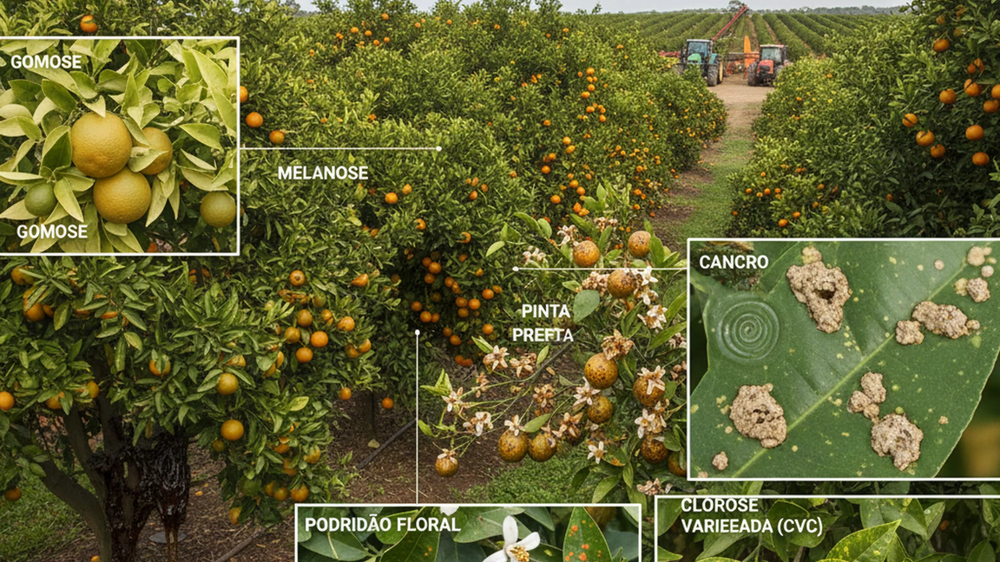 GOMOSE
MELANOSE
GOMOSE
CANCRO
PINTA
PREFTA
PODRIDÃO FLORAL
CLOROSE
VARIEEADA (CVC)